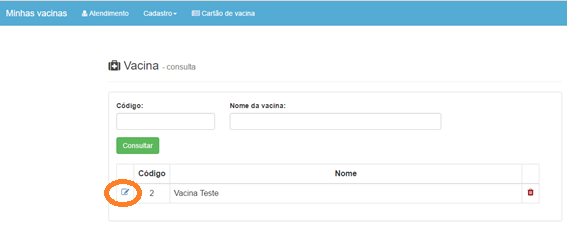 Minhas vacinas Atendimento Cadastro Cartão de vacina
Vacina - consulta
Código: Nome da vacina:
Consultar
Código Nome
2 Vacina Teste